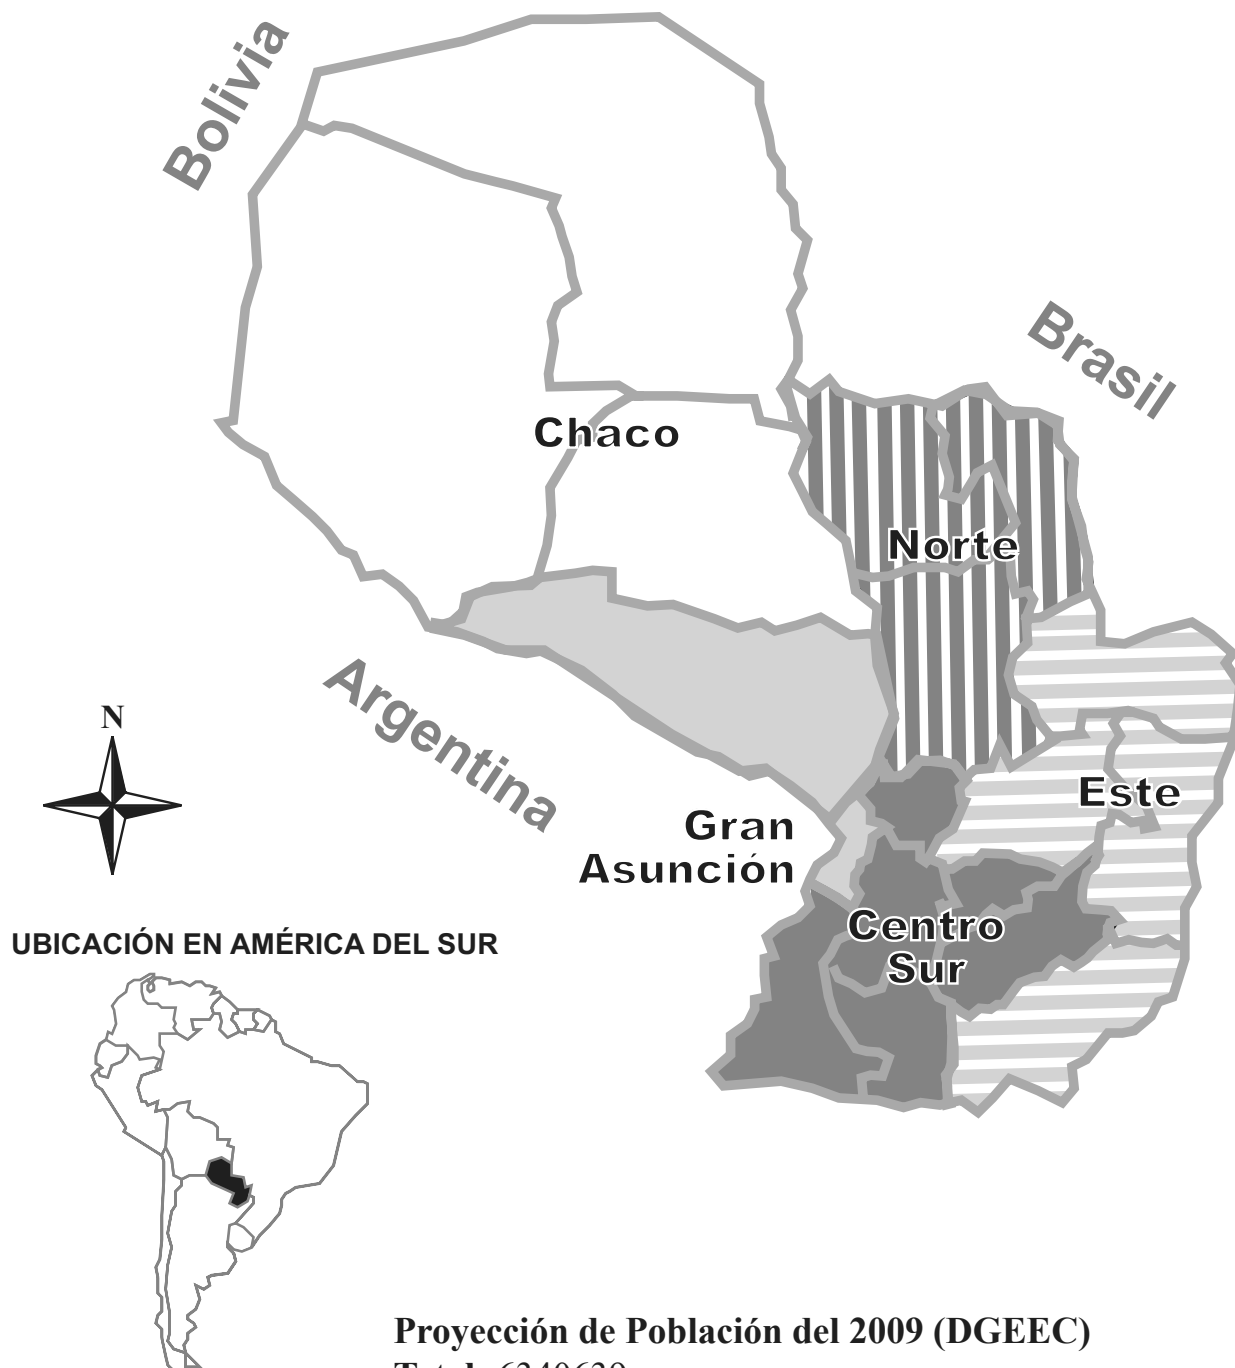 Bolivia
Brasil
Chaco
Norte
Argentina
N
Este
Gran
Asunción
Centro
Sur
UBICACIÓN EN AMÉRICA DEL SUR
Proyección de Población del 2009 (DGEEC)